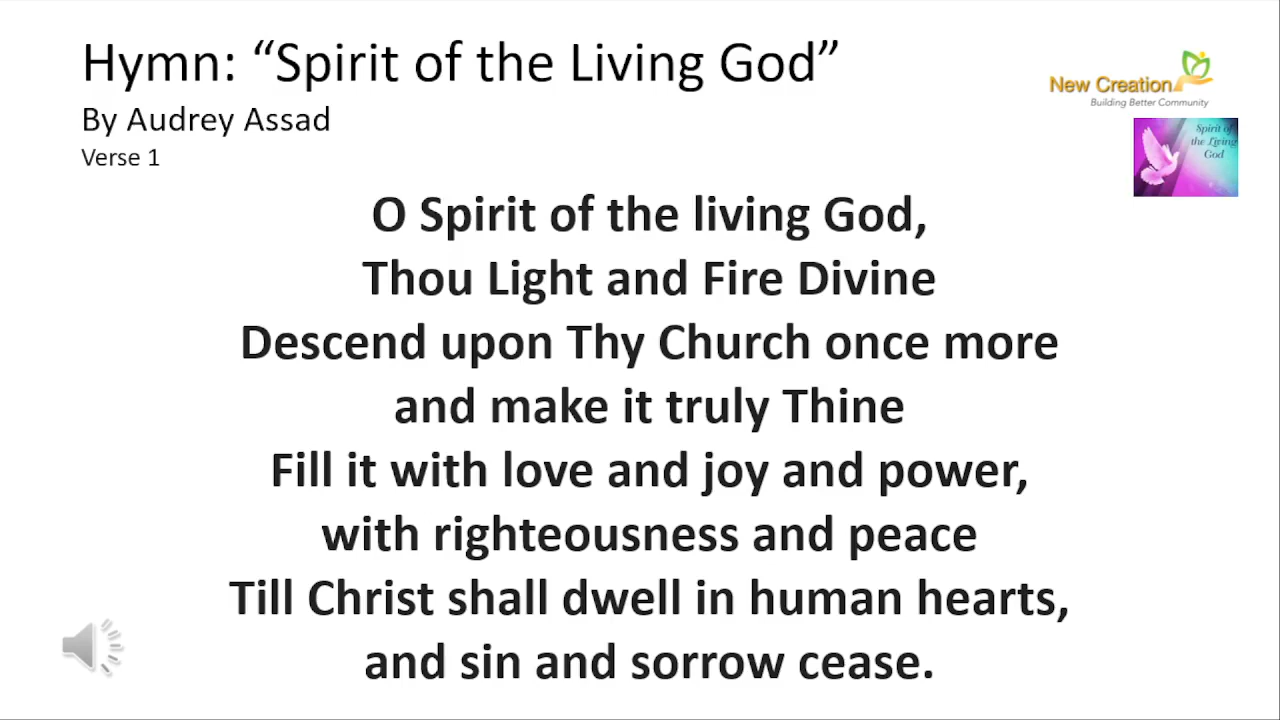 Hymn: “Spirit of the Living God”
By Audrey Assad
Verse 1
New Creation
Building Better Community
Spirit of
the Living
God
O Spirit of the living God,
Thou Light and Fire Divine
Descend upon Thy Church once more
and make it truly Thine
Fill it with love and joy and power,
with righteousness and peace
Till Christ shall dwell in human hearts,
and sin and sorrow cease.